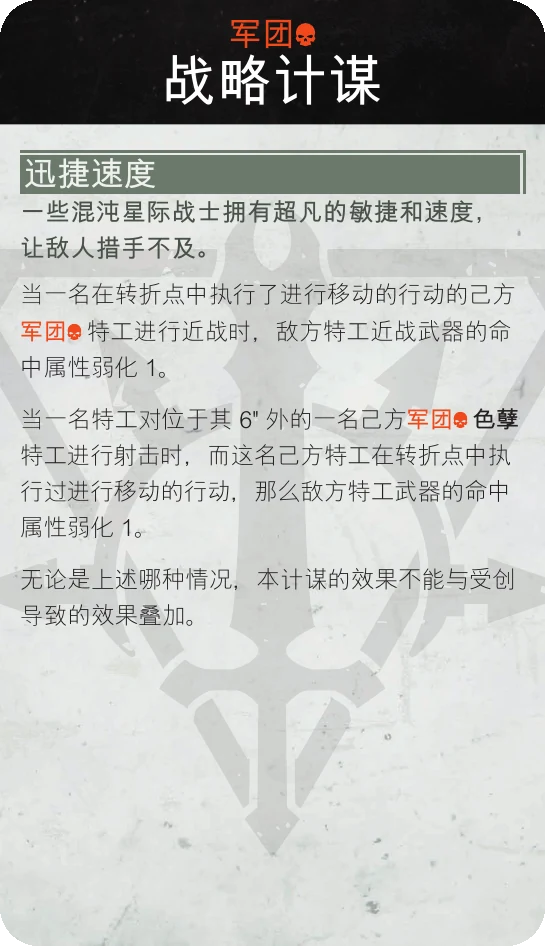 军团
战略计谋
迅捷速度
一些混沌星际战士拥有超凡的敏捷和速度，
让敌人措手不及。
当一名在转折点中执行了进行移动的行动的己方
军团 特工进行近战时，敌方特工近战武器的命
中属性弱化 1。
当一名特工对位于其 6" 外的一名己方军团 色孽
特工进行射击时，而这名己方特工在转折点中执
行过进行移动的行动，那么敌方特工武器的命中
属性弱化 1。
无论是上述哪种情况，本计谋的效果不能与受创
导致的效果叠加。